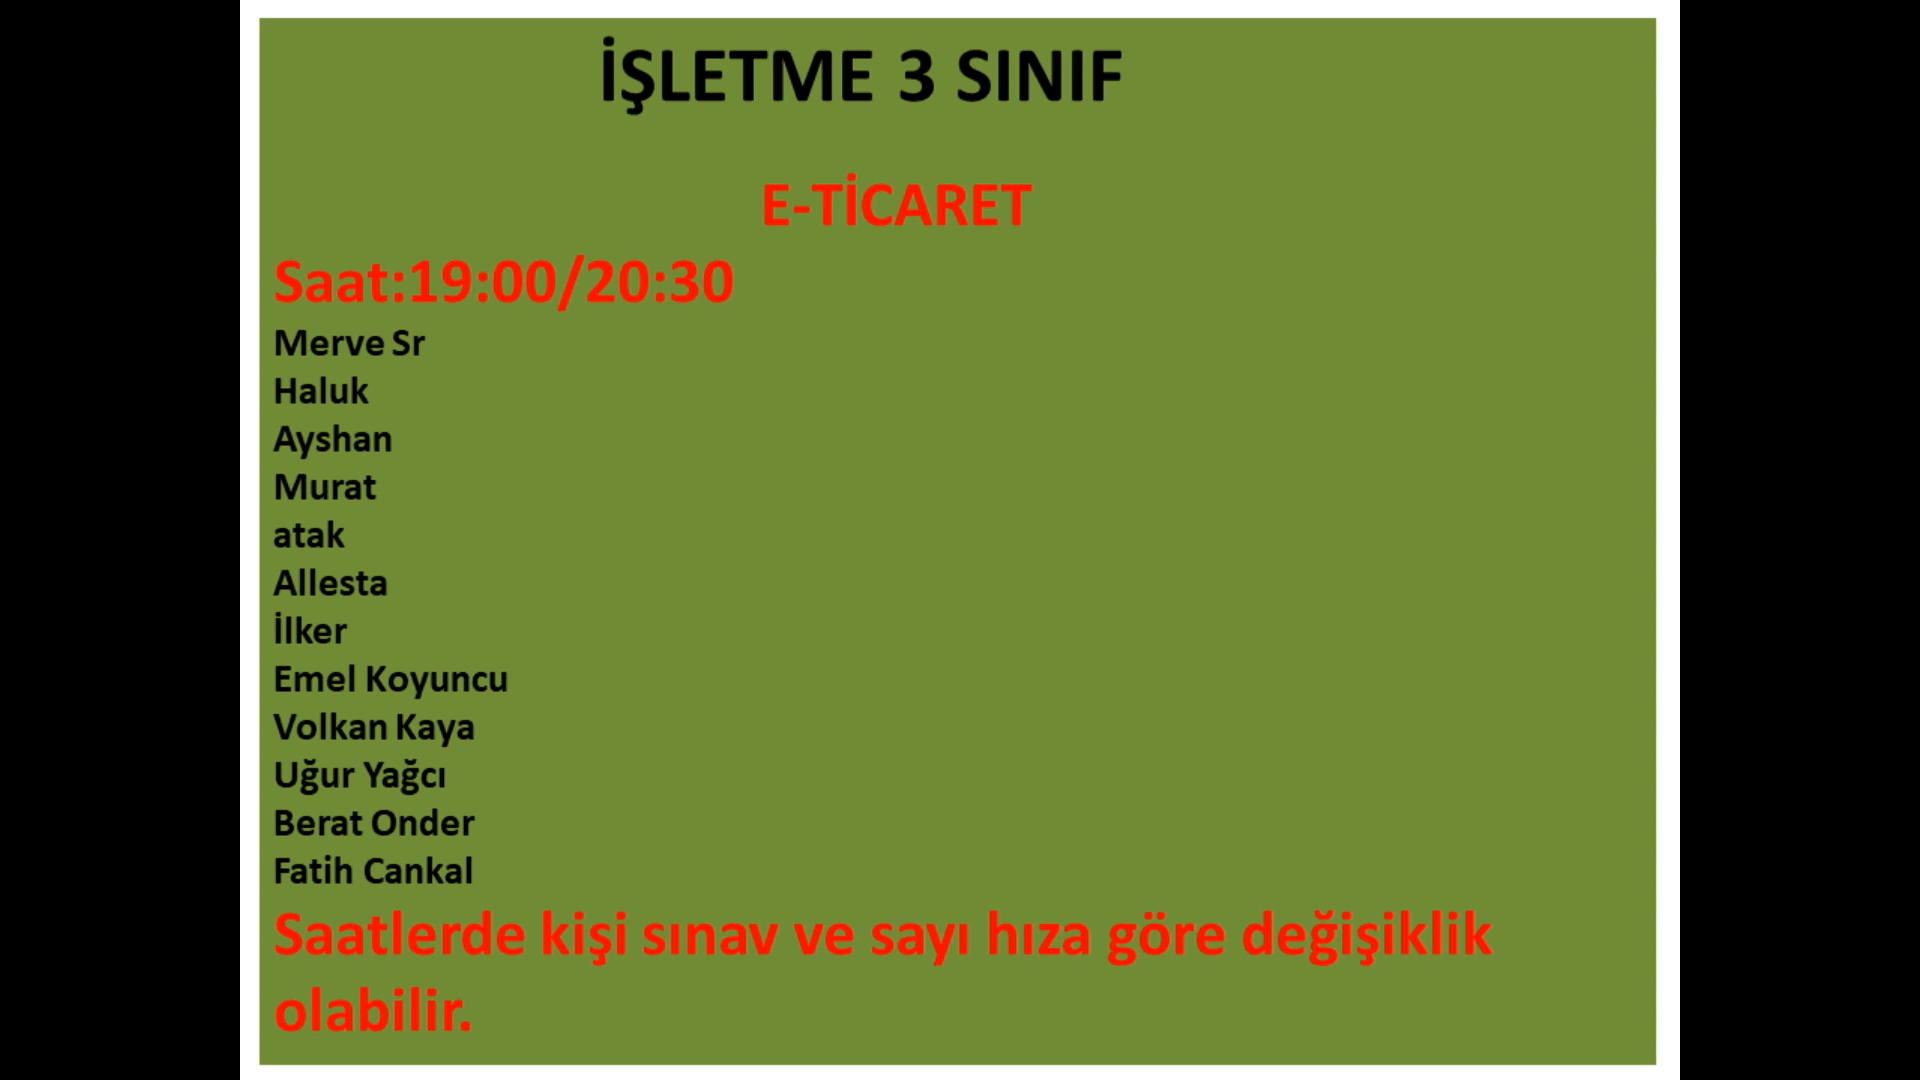 İŞLETME 3 SINIF
E-TİCARET
Saat:19:00/20:30
Merve Sr
Haluk
Ayshan
Murat
atak
Allesta
İlker
Emel Koyuncu
Volkan Kaya
Uğur Yağcı
Berat Onder
Fatih Cankal
Saatlerde kişi sınav ve sayı hıza göre değişiklik
olabilir.